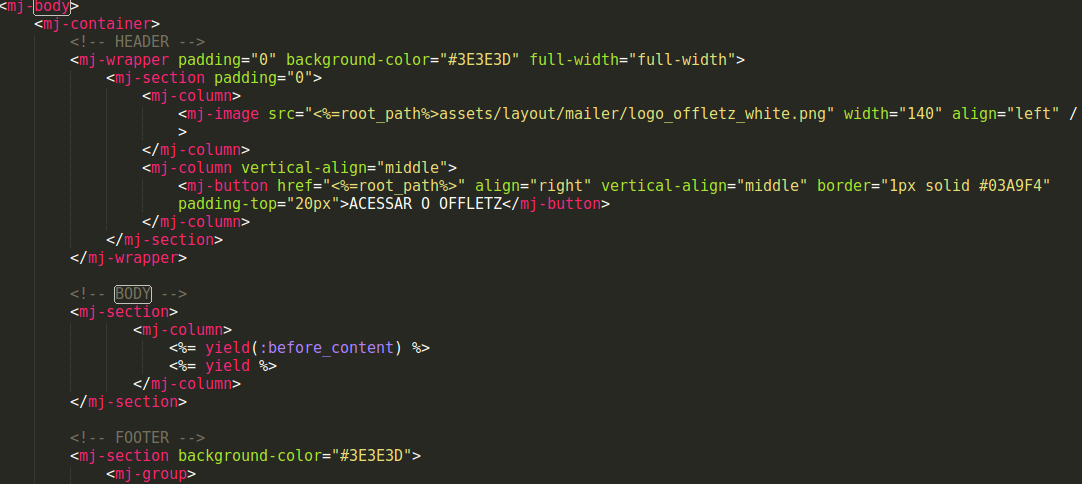 <mj-body>
<mj-container>
<!-- HEADER -->
<mj-wrapper padding="0" background-color="#3E3E3D" full-width="full-width">
<mj-section padding="0">
<mj-column>
<mj-image src="<%=root_path%>assets/layout/mailer/logo_offletz_white.png" width="140" align="left" /
>
</mj-column>
<mj-column vertical-align="middle">
<mj-button href="<%=root_path%>" align="right" vertical-align="middle" border="1px solid #03A9F4"
padding-top="20px">ACESSAR O OFFLETZ</mj-button>
</mj-column>
</mj-section>
</mj-wrapper>
<!-- BODY -->
<mj-section>
<mj-column>
<%= yield(:before_content) %>
<%= yield %>
</mj-column>
</mj-section>
<!-- FOOTER -->
<mj-section background-color="#3E3E3D">
<mj-group>